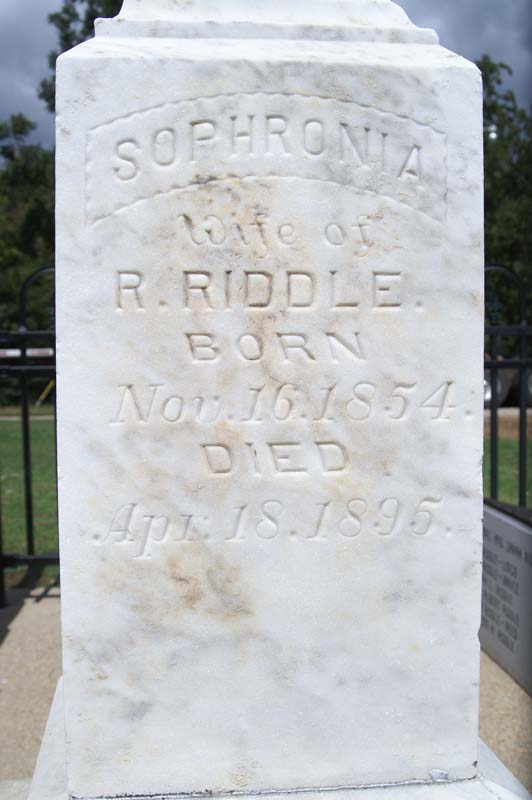 SOPHRONIA
Wife of
R. RIDDLE.
BORN
Nov. 16. 1854.
DIED
Apr. 18. 1895.